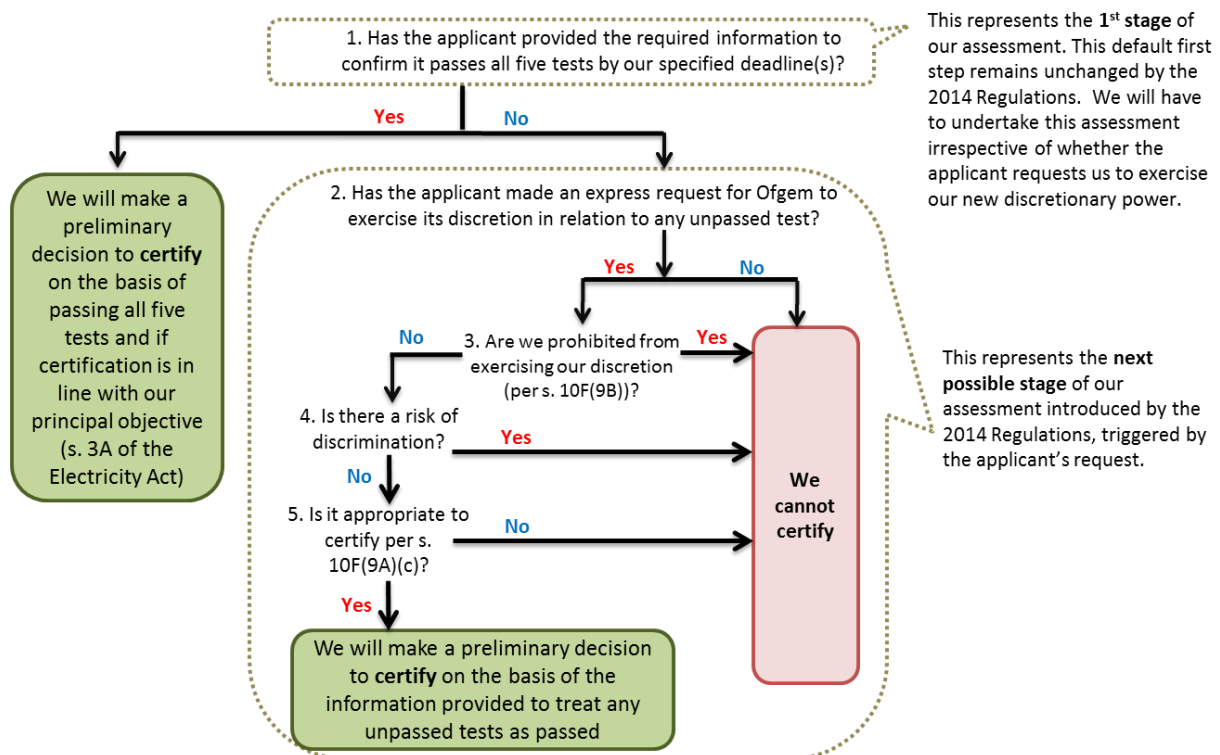 1. Has the applicant provided the required information to
confirm it passes all five tests by our specified deadline(s)?
This represents the 1st stage of
our assessment. This default first
step remains unchanged by the
2014 Regulations.  We will have
to undertake this assessment
irrespective of whether the
applicant requests us to exercise
our new discretionary power.
Yes
No
We will make a
preliminary
decision to certify
on the basis of
passing all five
tests and if
certification is in
line with our
principal objective
(s. 3A of the
Electricity Act)
2. Has the applicant made an express request for Ofgem to
exercise its discretion in relation to any unpassed test?
Yes
No
3. Are we prohibited from
exercising our discretion
(per s. 10F(9B))?
No
Yes
4. Is there a risk of
discrimination?
Yes
No
5. Is it appropriate to
certify per s.
10F(9A)(c)?
No
Yes
We
cannot
certify
We will make a preliminary decision
to certify on the basis of the
information provided to treat any
unpassed tests as passed
This represents the next
possible stage of our
assessment introduced by the
2014 Regulations, triggered by
the applicant’s request.